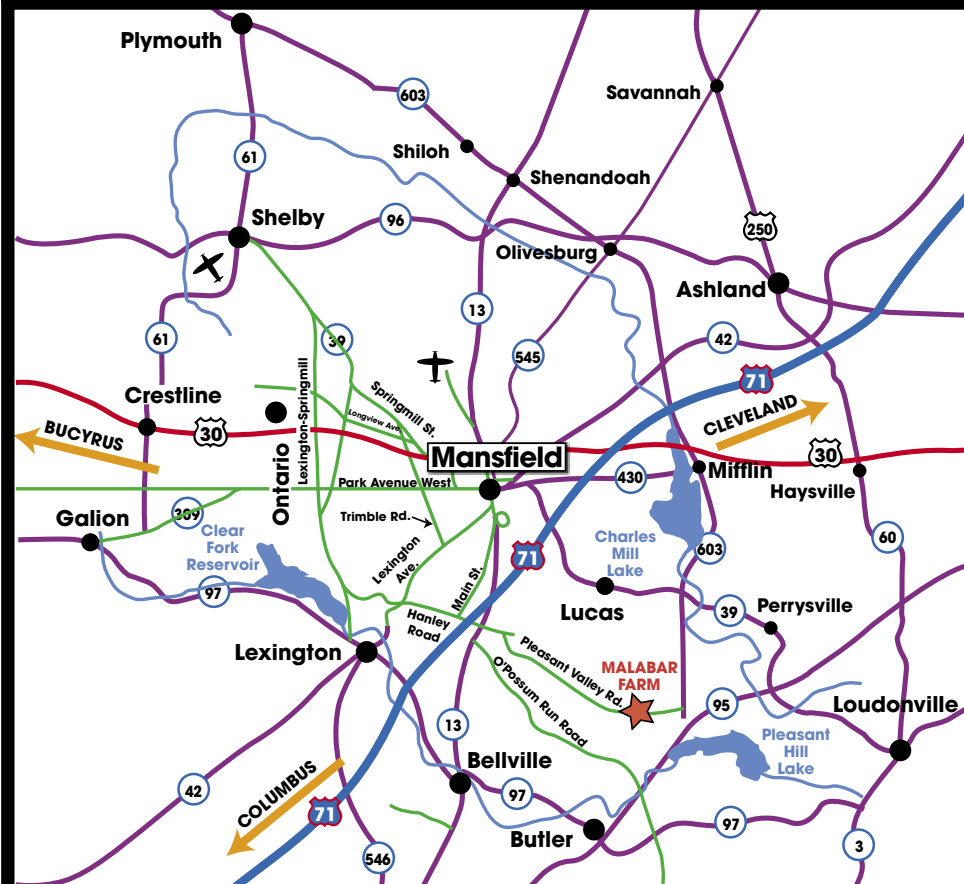 Plymouth
603
Savannah
Shiloh
61
Shenandoah
Shelby
96
250
Olivesburg
Ashland
13
61
39
545
42
71
Lexington-Springmill
Springmill St.
Crestline
Longview Ave.
CLEVELAND
BUCYRUS
30
Mansfield
30
Mifflin
430
Haysville
Ontario
Park Avenue West
Galion
309
Trimble Rd.
Clear
Fork
Reservoir
Lexington
Ave.
71
Charles
Mill
Lake
603
60
97
Main St.
Lucas
39
Perrysville
Hanley
Road
Lexington
Pleasant Valley Rd.
MALABAR
FARM
O'Possum Run Road
95
Loudonville
13
Pleasant
Hill
Lake
Bellville
42
COLUMBUS
71
97
Butler
97
546
3